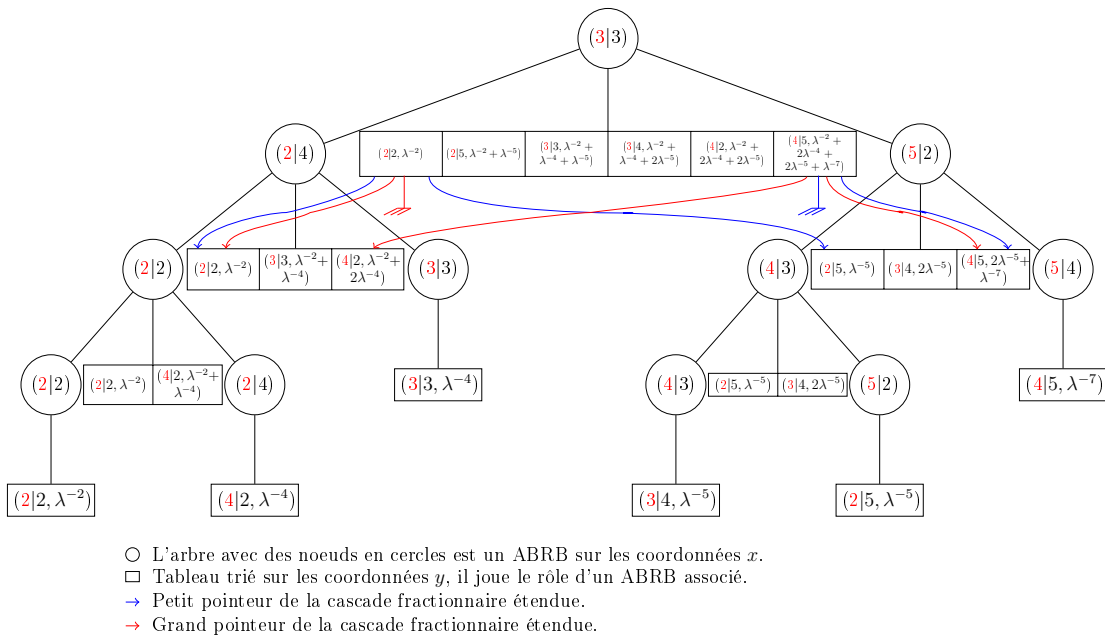 (3|3)
(2|4)
(2|2, λ⁻²)
(2|5, λ⁻² + λ⁻⁵)
(3|3, λ⁻² +
λ⁻⁴ + λ⁻⁵)
(3|4, λ⁻² +
λ⁻⁴ + 2λ⁻⁵)
(4|2, λ⁻² +
2λ⁻⁴ + 2λ⁻⁵)
(4|5, λ⁻² +
2λ⁻⁴ +
2λ⁻⁵ + λ⁻⁷)
(5|2)
(2|2)
(2|2, λ⁻²)
(3|3, λ⁻²+
λ⁻⁴)
(4|2, λ⁻²+
2λ⁻⁴)
(3|3)
(4|3)
(2|5, λ⁻⁵)
(3|4, 2λ⁻⁵)
(4|5, 2λ⁻⁵+
λ⁻⁷)
(5|4)
(2|2)
(2|2, λ⁻²)
(4|2, λ⁻²+
λ⁻⁴)
(2|4)
(3|3, λ⁻⁴)
(4|3)
(2|5, λ⁻⁵)
(3|4, 2λ⁻⁵)
(5|2)
(4|5, λ⁻⁷)
(2|2, λ⁻²)
(4|2, λ⁻⁴)
(3|4, λ⁻⁵)
(2|5, λ⁻⁵)
L'arbre avec des noeuds en cercles est un ABRB sur les coordonnées x.
Tableau trié sur les coordonnées y, il joue le rôle d'un ABRB associé.
Petit pointeur de la cascade fractionnaire étendue.
Grand pointeur de la cascade fractionnaire étendue.